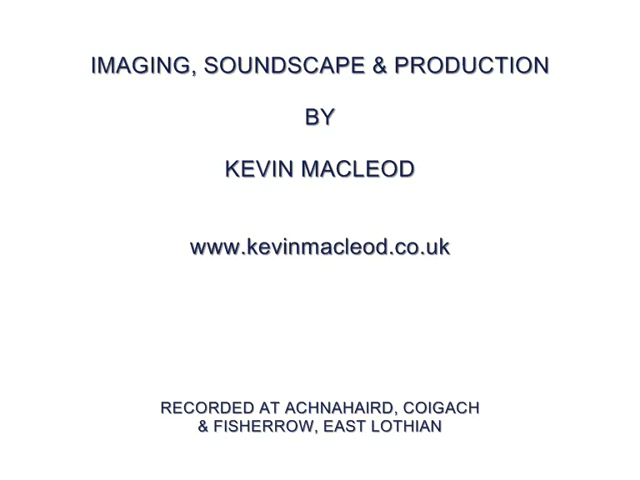 IMAGING, SOUNDSCAPE & PRODUCTION
BY
KEVIN MACLEOD
www.kevinmacleod.co.uk
RECORDED AT ACHNAHAIRD, COIGACH
& FISHERROW, EAST LOTHIAN